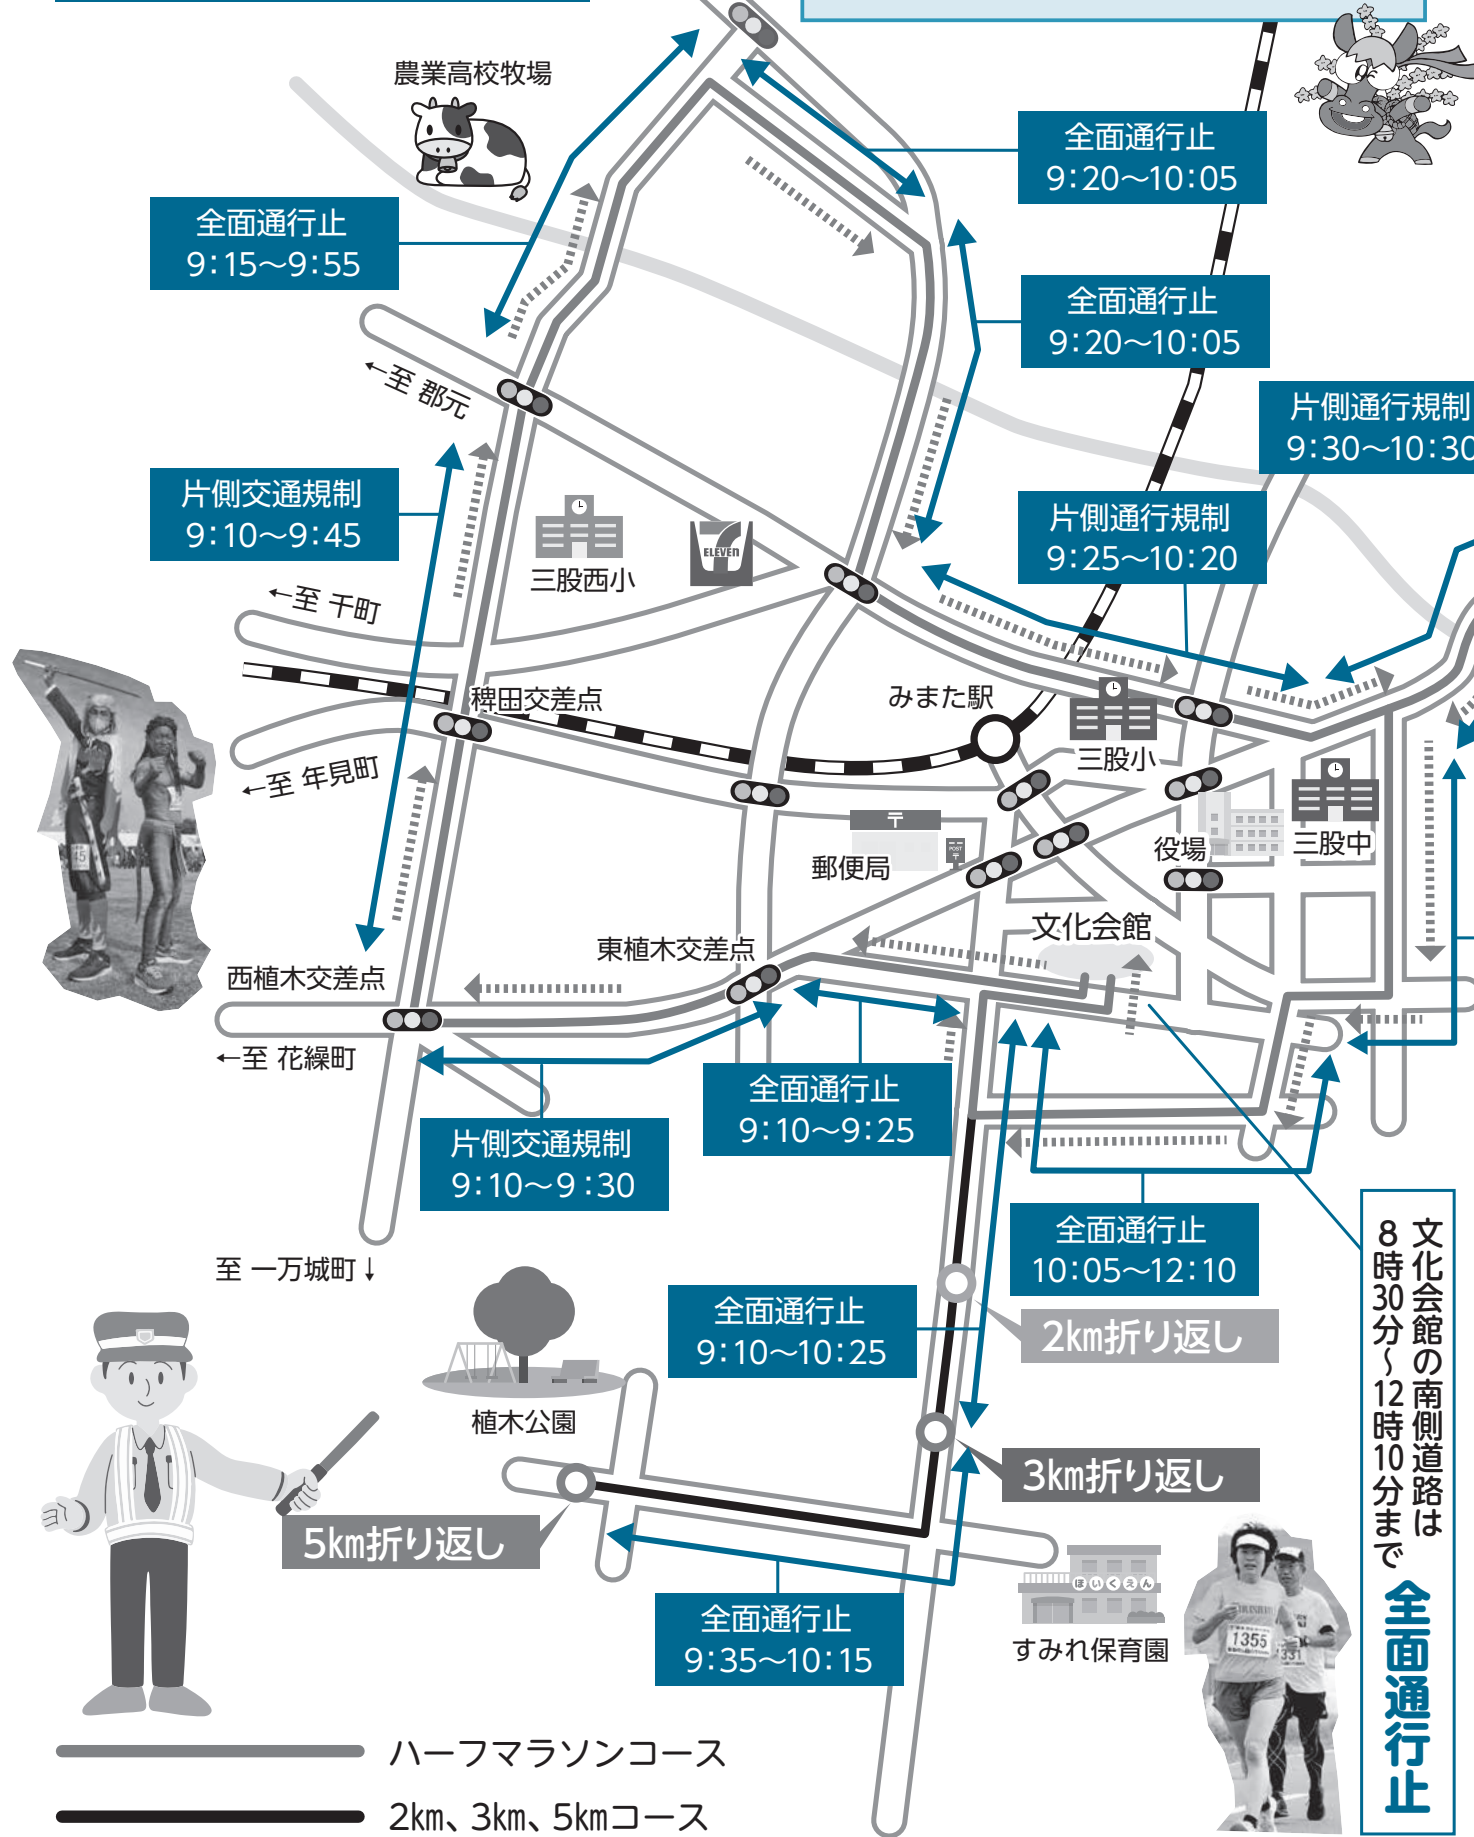 農業高校牧場
全面通行止
9：20～10：05
全面通行止
9：15～9：55
全面通行止
9：20～10：05
←至 郡元
片側通行規制
9：30～10：30
片側交通規制
9：10～9：45
片側通行規制
9：25～10：20
7
ELEVEN
三股西小
←至 千町
稗田交差点
みまた駅
三股小
←至 年見町
〒
POST
〒
郵便局
役場
三股中
45
文化会館
東植木交差点
西植木交差点
←至 花繰町
全面通行止
9：10～9：25
片側交通規制
9：10～9：30
全面通行止
10：05～12：10
至 一万城町↓
全面通行止
9：10～10：25
2km折り返し
文化会館の南側道路は
8時30分～12時10分まで
全面通行止
植木公園
3km折り返し
5km折り返し
ほいくえん
すみれ保育園
全面通行止
9：35～10：15
1355
331
ハーフマラソンコース
2km、3km、5kmコース